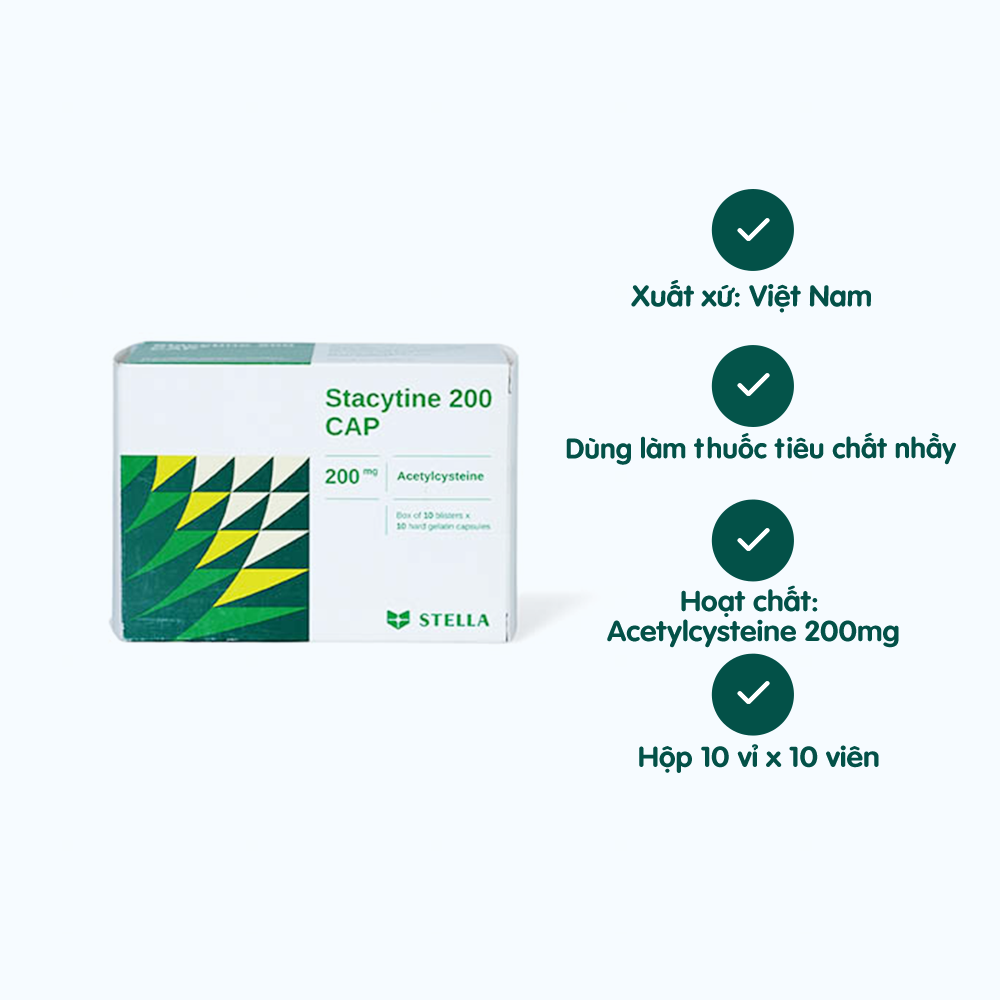 Stacytine 200
CAP
200 mg
Acetylcysteine
Box of 10 blisters x
10 hard gelatin capsules
STELLA
Xuất xứ: Việt Nam
Dùng làm thuốc tiêu chất nhầy
Hoạt chất:
Acetylcysteine 200mg
Hộp 10 vỉ x 10 viên